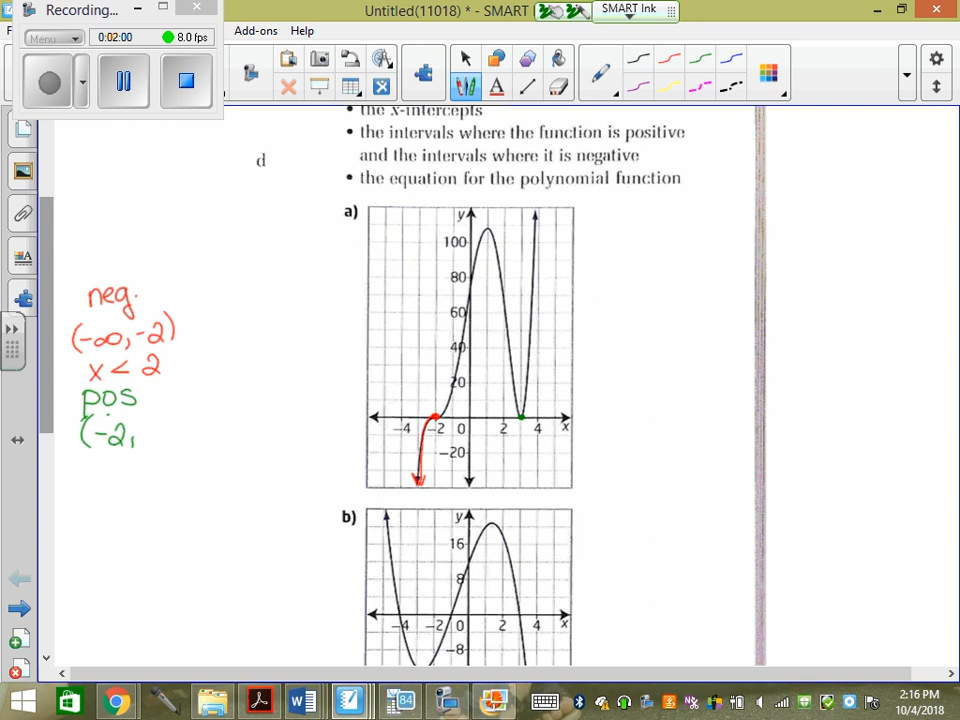 Recording...
Untitled(11018) * - SMART
SMART Ink
Menu
0:02:00
8.0 fps
Add-ons
Help
• the x-intercepts
• the intervals where the function is positive
and the intervals where it is negative
• the equation for the polynomial function
d
a)
y
100
80
60
40
20
-4 -2 0 2 4 x
-20
neg.
(-∞, -2)
x < 2
pos
(-2,
b)
y
16
8
-4 -2 0 2 4 x
-8
84
2:16 PM
10/4/2018